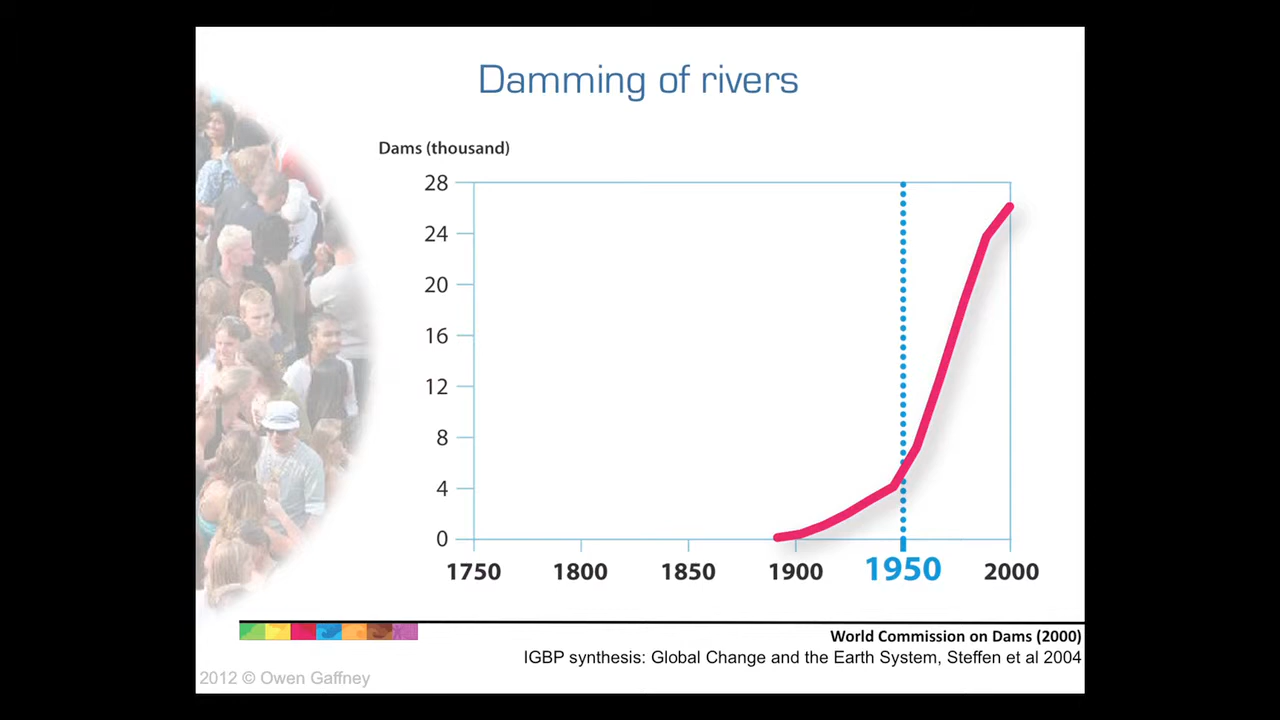 Damming of rivers
Dams (thousand)
28
24
20
16
12
8
4
0
1750 1800 1850 1900 1950 2000
World Commission on Dams (2000)
IGBP synthesis: Global Change and the Earth System, Steffen et al 2004
2012 © Owen Gaffney